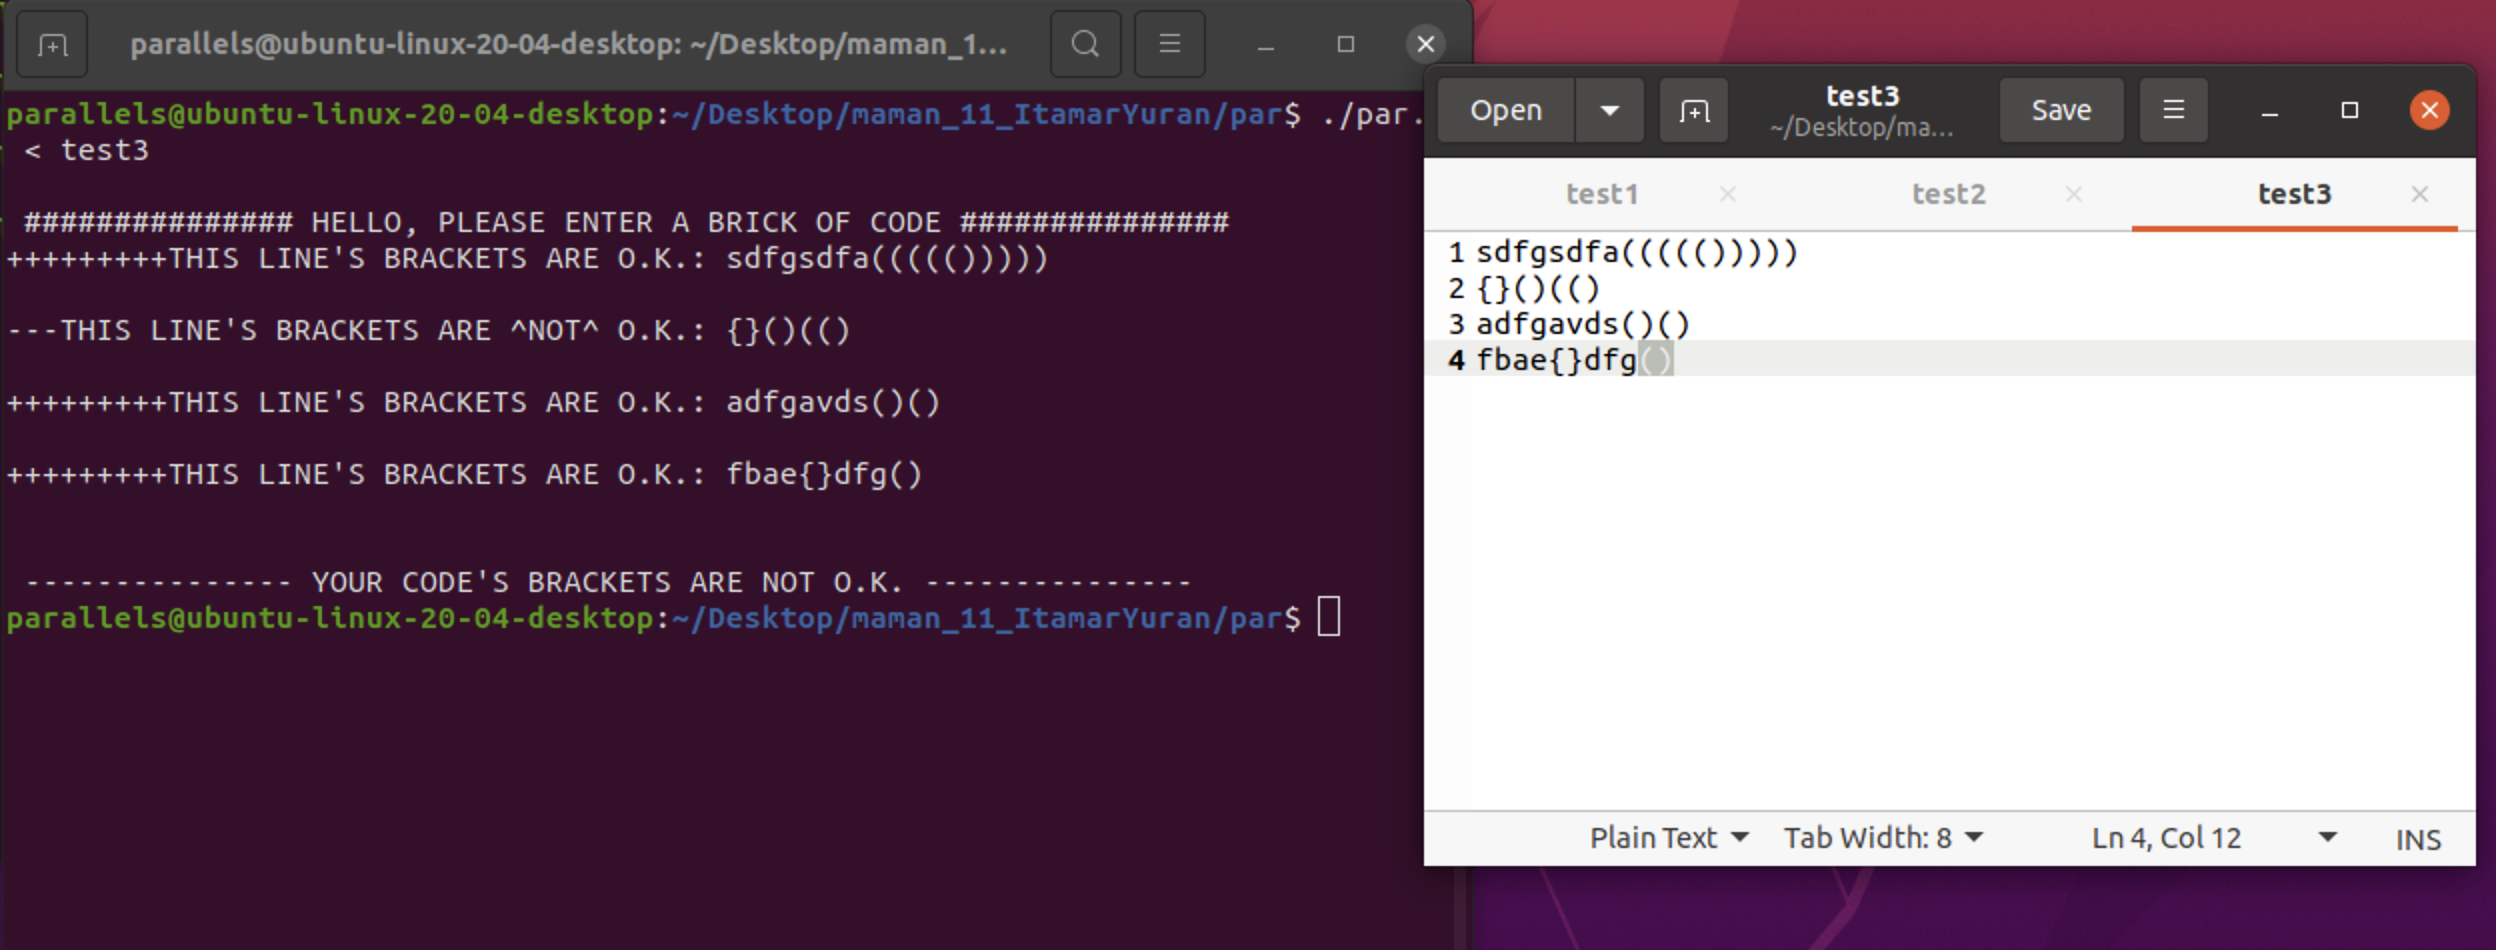 parallels@ubuntu-linux-20-04-desktop: ~/Desktop/maman_1...
parallels@ubuntu-linux-20-04-desktop:~/Desktop/maman_11_ItamarYuran/par$ ./par.
< test3
############### HELLO, PLEASE ENTER A BRICK OF CODE ###############
+++++++++THIS LINE'S BRACKETS ARE O.K.: sdfgsdfa((((()))))
---THIS LINE'S BRACKETS ARE ^NOT^ O.K.: {}()(()
+++++++++THIS LINE'S BRACKETS ARE O.K.: adfgavds()()
+++++++++THIS LINE'S BRACKETS ARE O.K.: fbae{}dfg()
--------------- YOUR CODE'S BRACKETS ARE NOT O.K. ---------------
parallels@ubuntu-linux-20-04-desktop:~/Desktop/maman_11_ItamarYuran/par$
Open
test3
~/Desktop/ma...
Save
test1 test2 test3
1 sdfgsdfa((((()))))
2 {}()(()
3 adfgavds()()
4 fbae{}dfg()
Plain Text Tab Width: 8 Ln 4, Col 12 INS